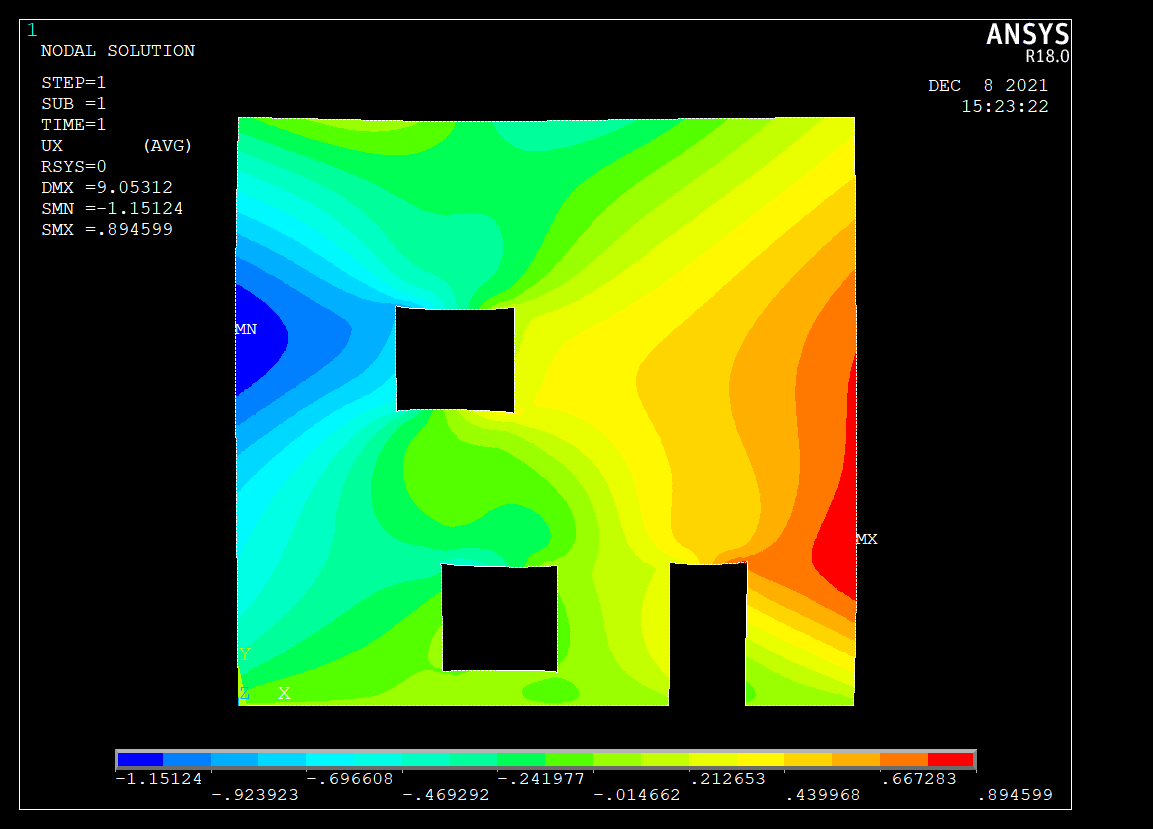 1
NODAL SOLUTION
STEP=1
SUB =1
TIME=1
UX (AVG)
RSYS=0
DMX =9.05312
SMN =-1.15124
SMX =.894599
ANSYS
R18.0
DEC 8 2021
15:23:22
MN
MX
Y
Z X
-1.15124 -.696608 -.241977 .212653 .667283
-.923923 -.469292 -.014662 .439968 .894599